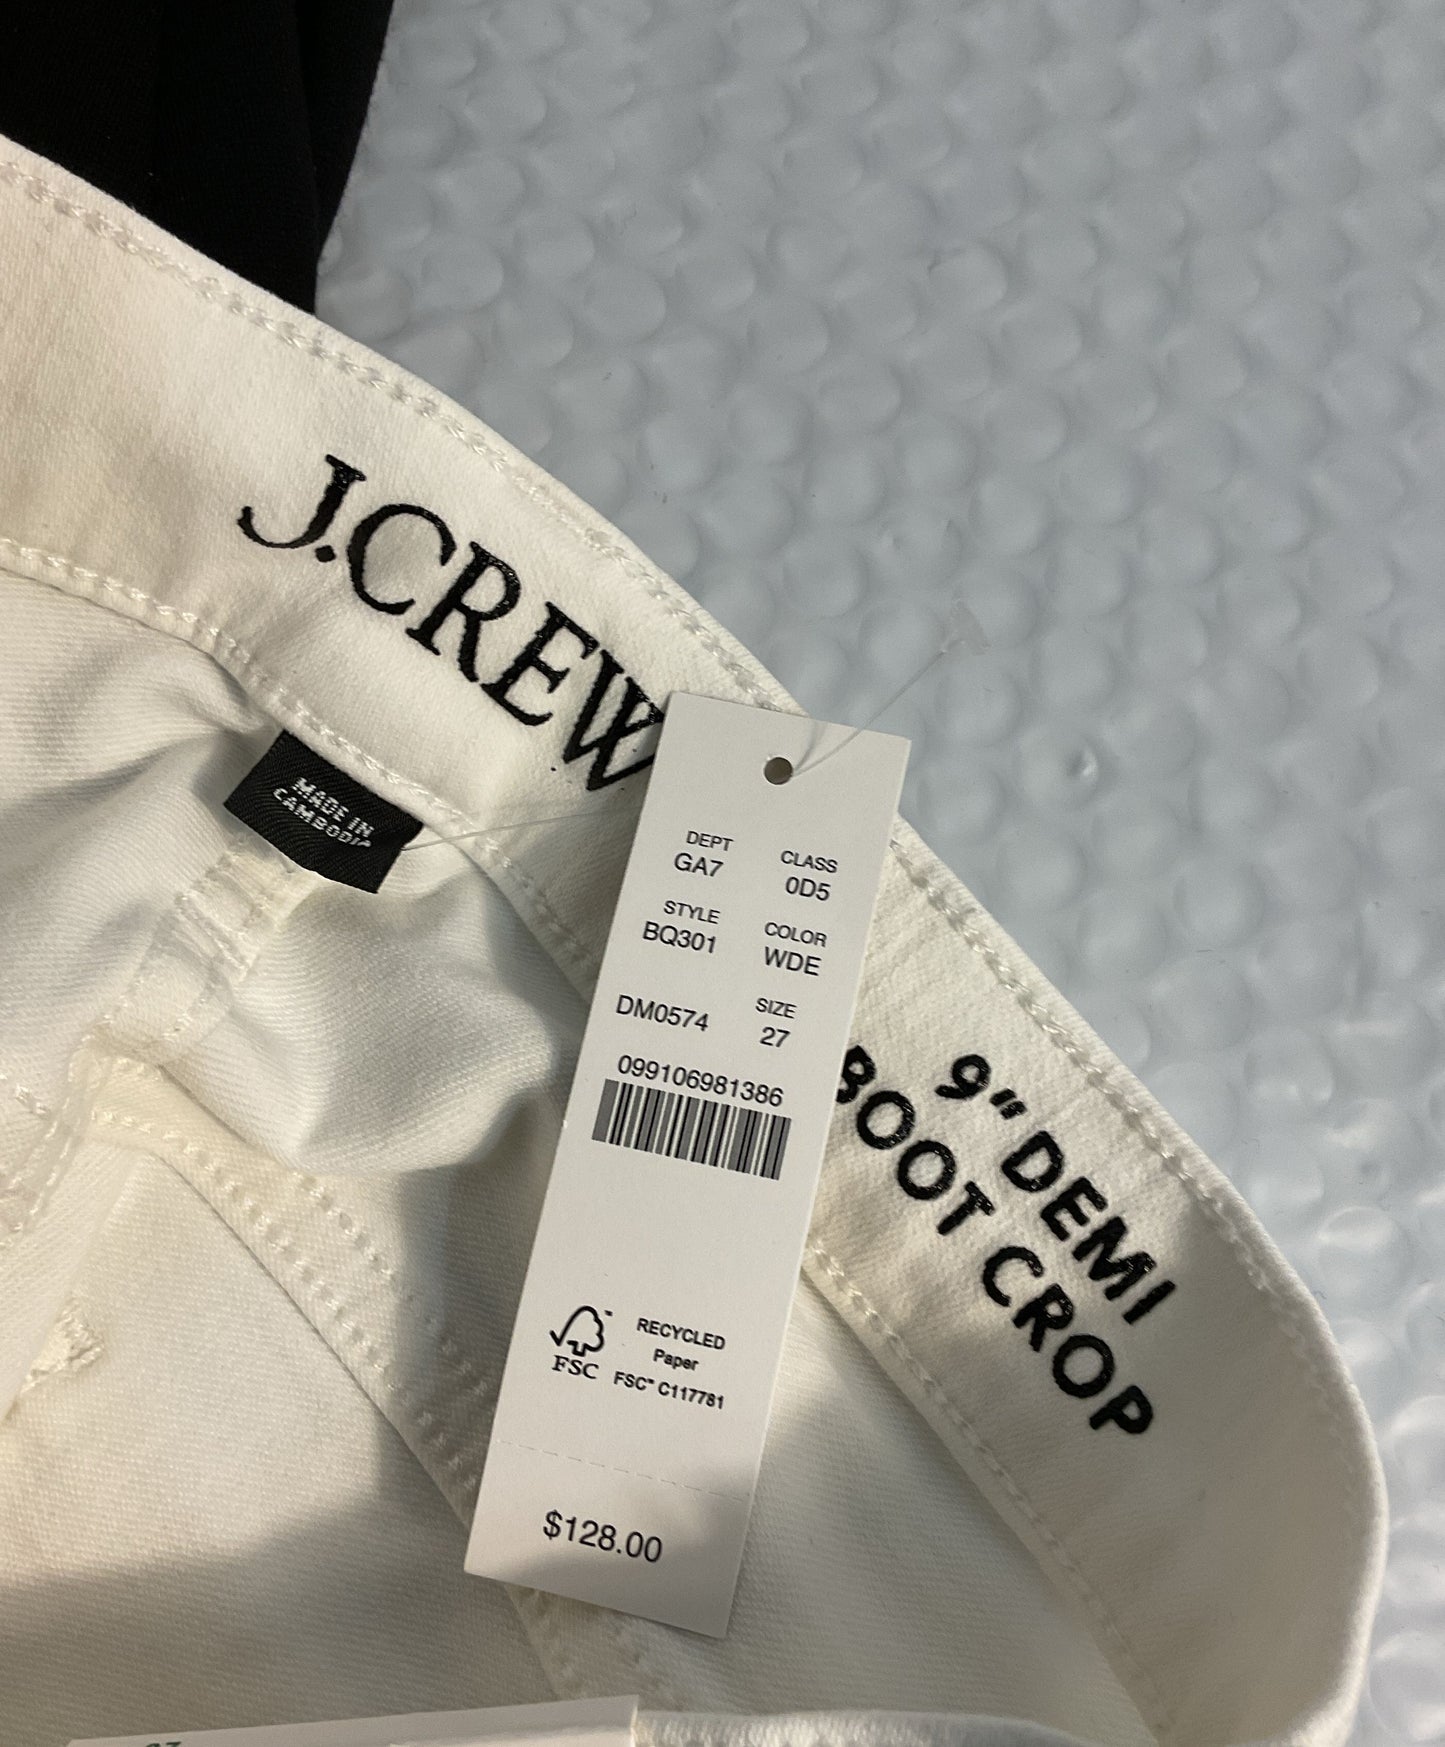 J.CREW
MADE IN
CAMBODIA
DEPT CLASS
GA7 0D5
STYLE COLOR
BQ301 WDE
DM0574 SIZE
27
099106981386
FSC
RECYCLED
Paper
FSC™ C117781
$128.00
9" DEMI
BOOT CROP